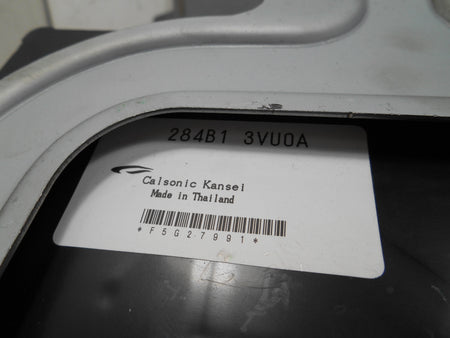 284B1 3VU0A
Calsonic Kansei
Made in Thailand
*F5G27991*